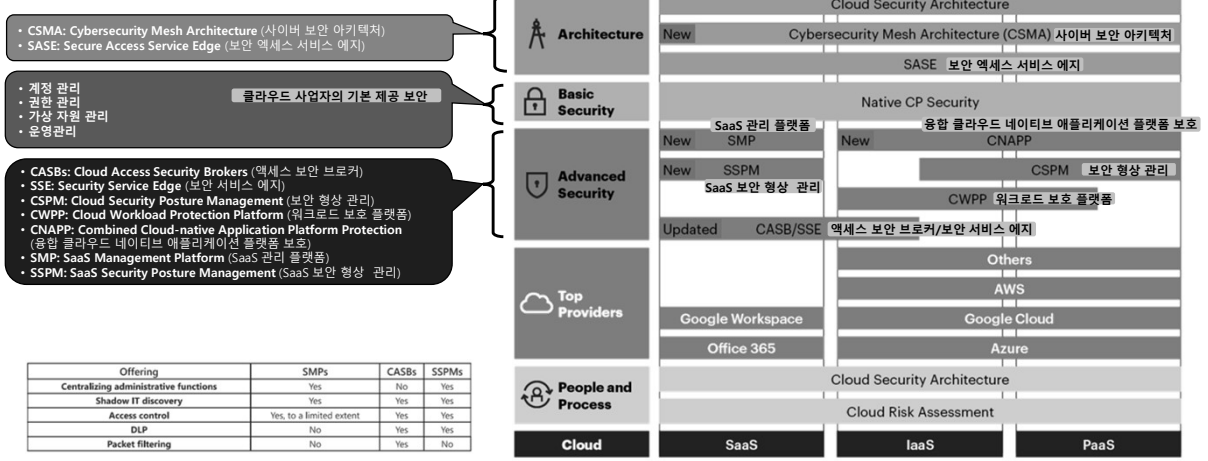 • CSMA: Cybersecurity Mesh Architecture (사이버 보안 아키텍처)
• SASE: Secure Access Service Edge (보안 엑세스 서비스 에지)
• 계정 관리
• 권한 관리
• 가상 자원 관리
• 운영관리
클라우드 사업자의 기본 제공 보안
• CASBs: Cloud Access Security Brokers (액세스 보안 브로커)
• SSE: Security Service Edge (보안 서비스 에지)
• CSPM: Cloud Security Posture Management (보안 형상 관리)
• CWPP: Cloud Workload Protection Platform (워크로드 보호 플랫폼)
• CNAPP: Combined Cloud-native Application Platform Protection
(융합 클라우드 네이티브 애플리케이션 플랫폼 보호)
• SMP: SaaS Management Platform (SaaS 관리 플랫폼)
• SSPM: SaaS Security Posture Management (SaaS 보안 형상 관리)
Offering SMPs CASBs SSPMs
Centralizing administrative functions Yes No Yes
Shadow IT discovery Yes Yes Yes
Access control Yes, to a limited extent Yes Yes
DLP No Yes Yes
Packet filtering No Yes No
Cloud Security Architecture
Architecture
New Cybersecurity Mesh Architecture (CSMA) 사이버 보안 아키텍처
SASE 보안 엑세스 서비스 에지
Basic
Security
Native CP Security
Advanced
Security
SaaS 관리 플랫폼
융합 클라우드 네이티브 애플리케이션 플랫폼 보호
New SMP New CNAPP
New SSPM CSPM 보안 형상 관리
SaaS 보안 형상 관리
CWPP 워크로드 보호 플랫폼
Updated CASB/SSE 액세스 보안 브로커/보안 서비스 에지
Top
Providers
Others
AWS
Google Workspace Google Cloud
Office 365 Azure
People and
Process
Cloud Security Architecture
Cloud Risk Assessment
Cloud SaaS IaaS PaaS